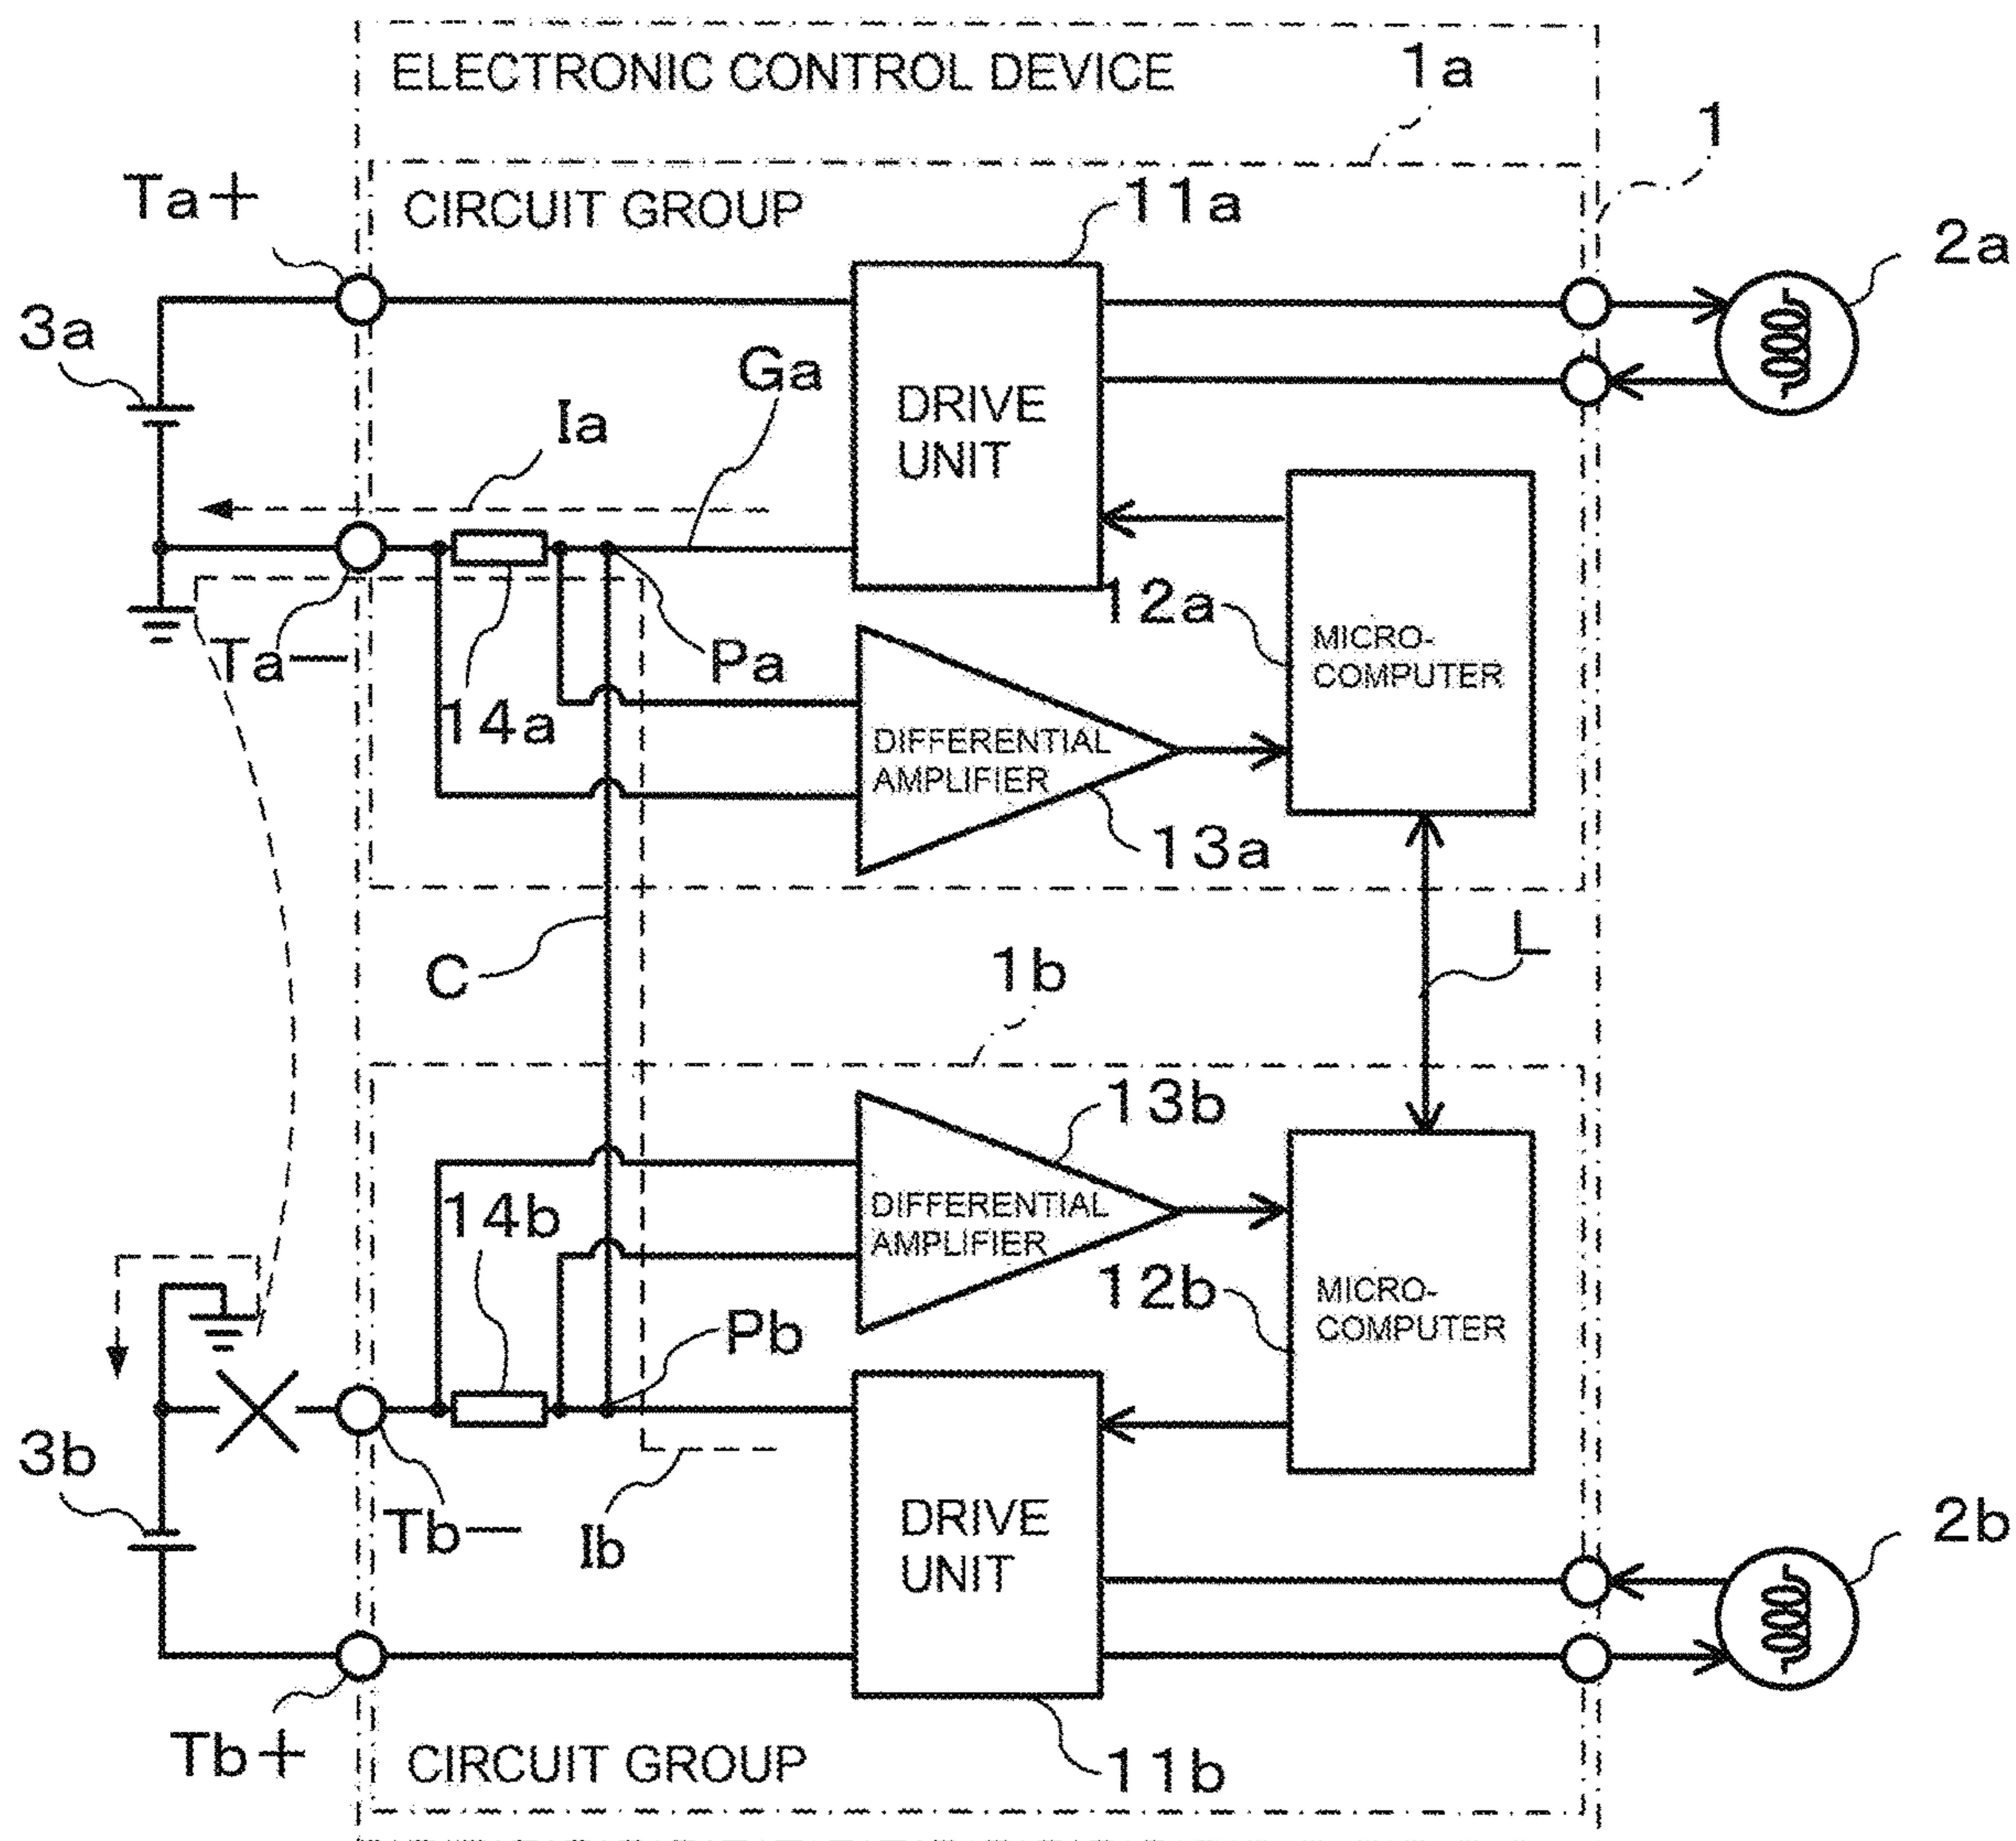 ELECTRONIC CONTROL DEVICE
1a
1
Ta+
CIRCUIT GROUP
11a
2a
3a
Ga
DRIVE
UNIT
Ia
12a
MICRO-
COMPUTER
Ta−
Pa
14a
DIFFERENTIAL
AMPLIFIER
13a
C
L
1b
13b
14b
DIFFERENTIAL
AMPLIFIER
12b
MICRO-
COMPUTER
Pb
3b
Tb−
Ib
DRIVE
UNIT
2b
Tb+
CIRCUIT GROUP
11b